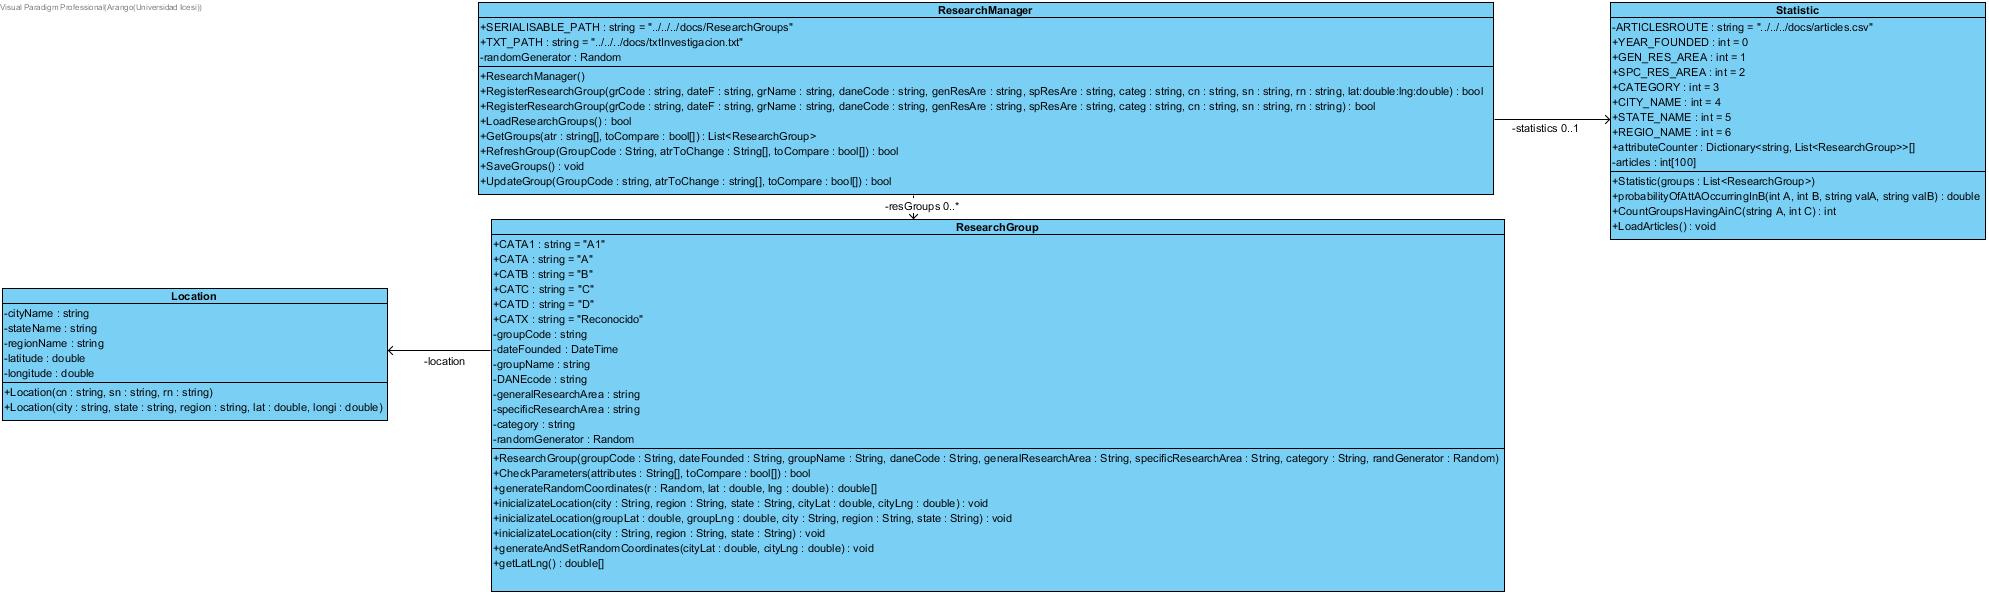 Visual Paradigm Professional(Arango(Universidad Icesi))
ResearchManager
+SERIALISABLE_PATH : string = "../../../docs/ResearchGroups"
+TXT_PATH : string = "../../../docs/txtInvestigacion.txt"
-randomGenerator : Random
+ResearchManager()
+RegisterResearchGroup(grCode : string, dateF : string, grName : string, daneCode : string, genResAre : string, spResAre : string, categ : string, cn : string, sn : string, rn : string, lat:double:lng:double) : bool
+RegisterResearchGroup(grCode : string, dateF : string, grName : string, daneCode : string, genResAre : string, spResAre : string, categ : string, cn : string, sn : string, rn : string) : bool
+LoadResearchGroups() : bool
+GetGroups(atr : string[], toCompare : bool[]) : List<ResearchGroup>
+RefreshGroup(GroupCode : String, atrToChange : String[], toCompare : bool[]) : bool
+SaveGroups() : void
+UpdateGroup(GroupCode : string, atrToChange : string[], toCompare : bool[]) : bool
-statistics 0..1
Statistic
-ARTICLESROUTE : string = "../../../docs/articles.csv"
+YEAR_FOUNDED : int = 0
+GEN_RES_AREA : int = 1
+SPC_RES_AREA : int = 2
+CATEGORY : int = 3
+CITY_NAME : int = 4
+STATE_NAME : int = 5
+REGIO_NAME : int = 6
+attributeCounter : Dictionary<string, List<ResearchGroup>>[]
-articles : int[100]
+Statistic(groups : List<ResearchGroup>)
+probabilityOfAttAOccurringInB(int A, int B, string valA, string valB) : double
+CountGroupsHavingAinC(string A, int C) : int
+LoadArticles() : void
-resGroups 0..*
ResearchGroup
+CATA1 : string = "A1"
+CATA : string = "A"
+CATB : string = "B"
+CATC : string = "C"
+CATD : string = "D"
+CATX : string = "Reconocido"
-groupCode : string
-dateFounded : DateTime
-groupName : string
-DANEcode : string
-generalResearchArea : string
-specificResearchArea : string
-category : string
-randomGenerator : Random
+ResearchGroup(groupCode : String, dateFounded : String, groupName : String, daneCode : String, generalResearchArea : String, specificResearchArea : String, category : String, randGenerator : Random)
+CheckParameters(attributes : String[], toCompare : bool[]) : bool
+generateRandomCoordinates(r : Random, lat : double, lng : double) : double[]
+inicializateLocation(city : String, region : String, state : String, cityLat : double, cityLng : double) : void
+inicializateLocation(groupLat : double, groupLng : double, city : String, region : String, state : String) : void
+inicializateLocation(city : String, region : String, state : String) : void
+generateAndSetRandomCoordinates(cityLat : double, cityLng : double) : void
+getLatLng() : double[]
-location
Location
-cityName : string
-stateName : string
-regionName : string
-latitude : double
-longitude : double
+Location(cn : string, sn : string, rn : string)
+Location(city : string, state : string, region : string, lat : double, longi : double)